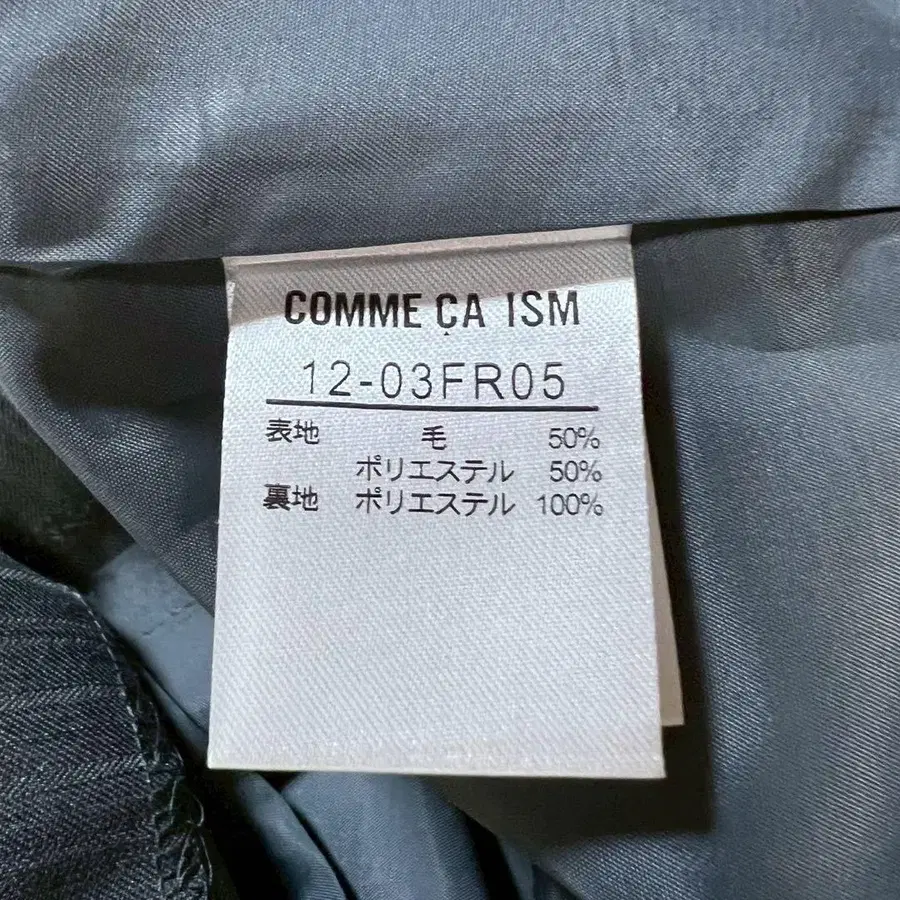 COMME ÇA ISM
12-03FR05
表地 毛 50%
ポリエステル 50%
裏地 ポリエステル 100%